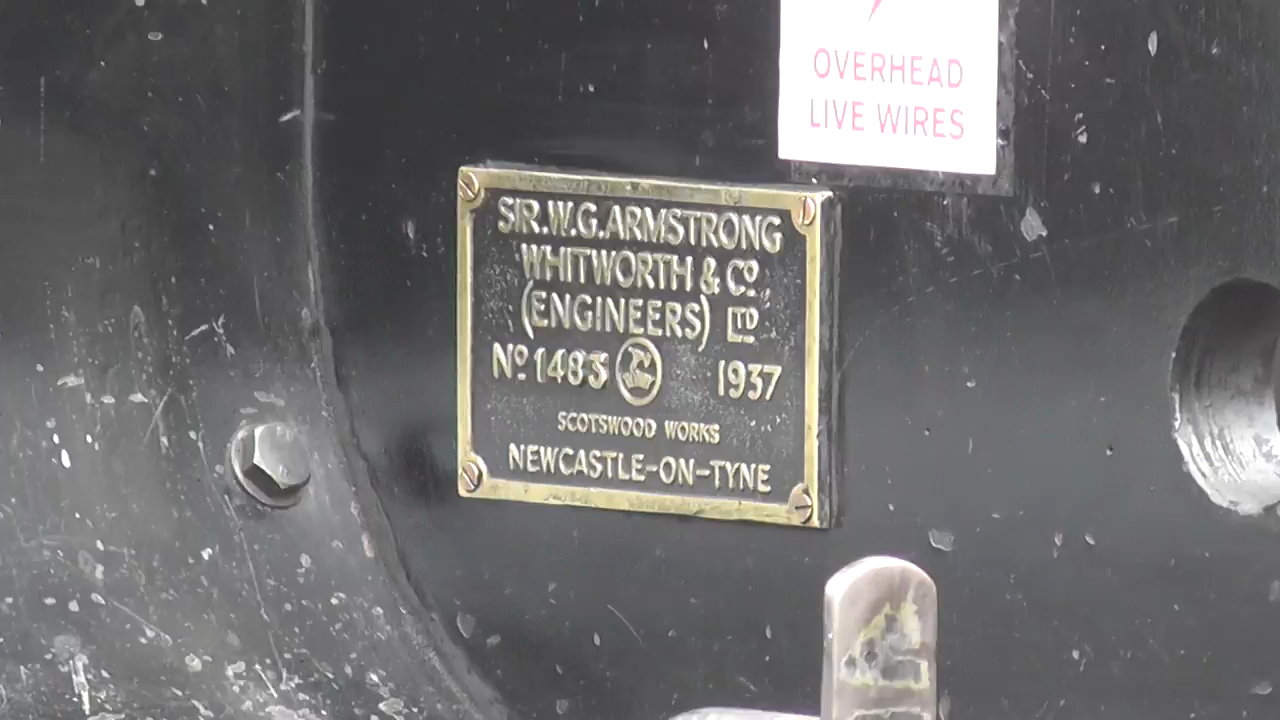 OVERHEAD
LIVE WIRES
SIR.W.G.ARMSTRONG
WHITWORTH & Cº
(ENGINEERS) LTD
Nº 1483 1937
SCOTSWOOD WORKS
NEWCASTLE-ON-TYNE